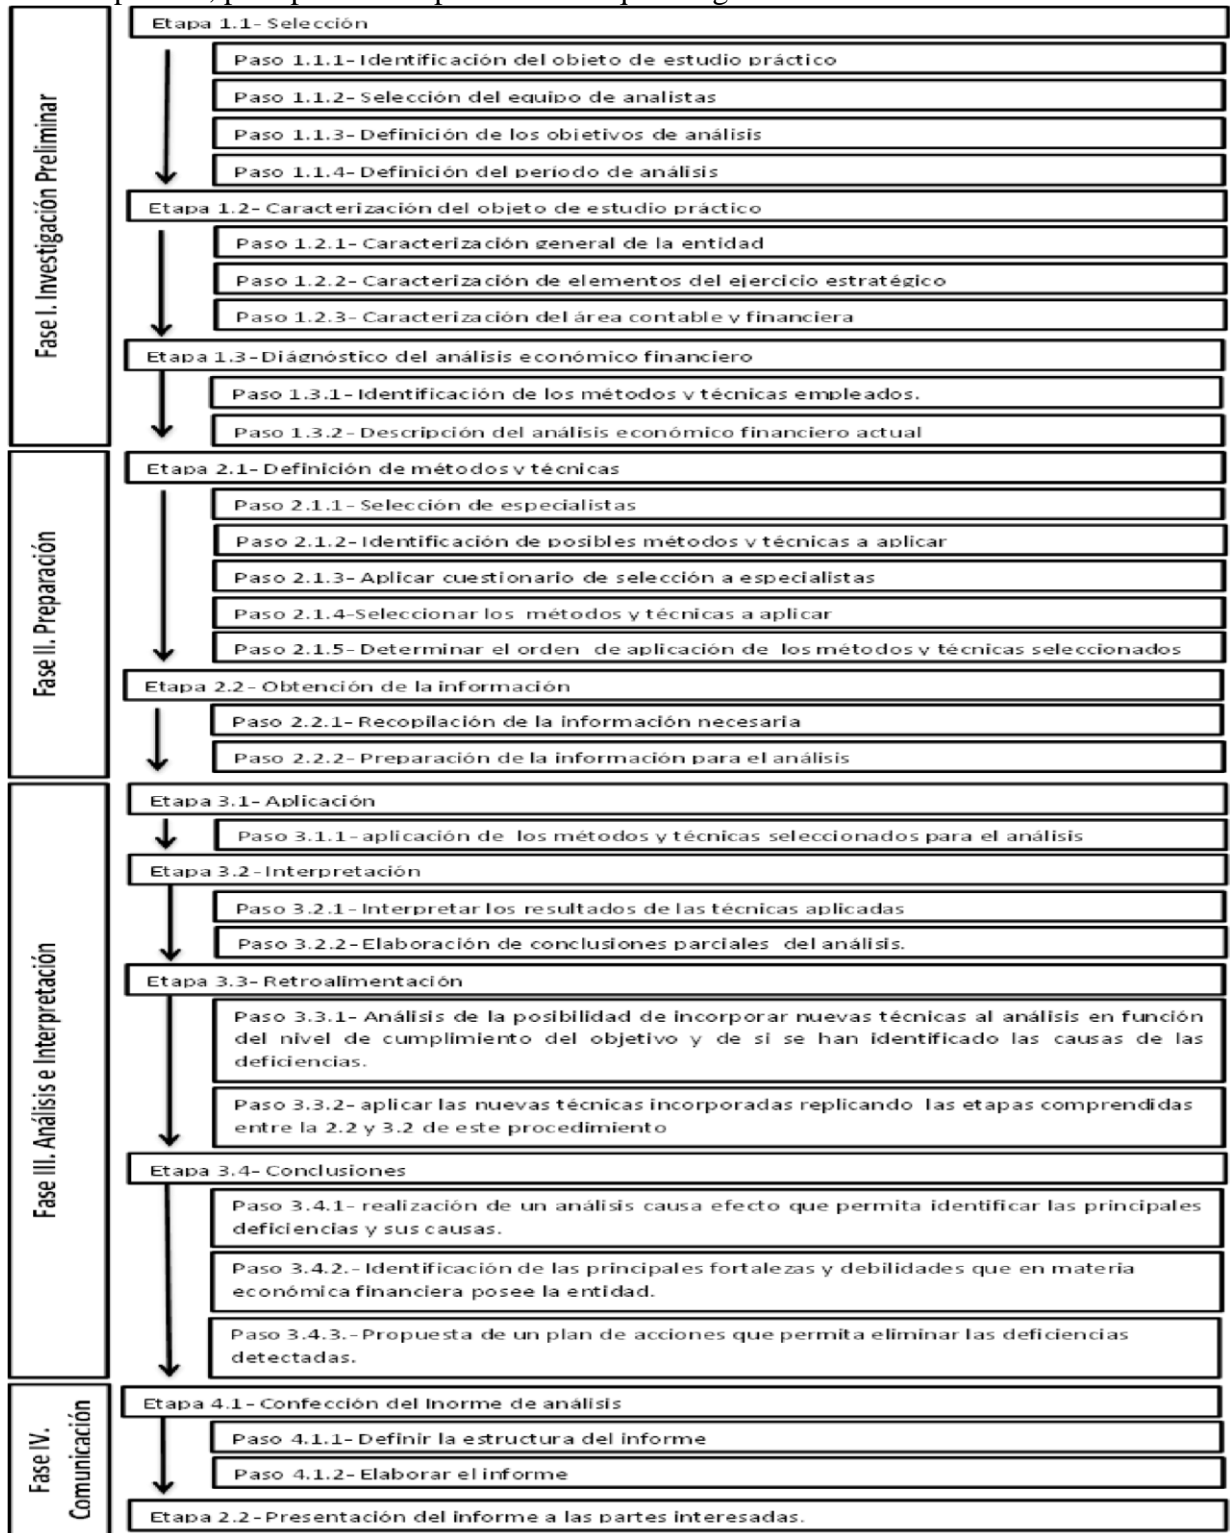 Etapa 1.1- Selección
Paso 1.1.1- Identificación del objeto de estudio práctico
Paso 1.1.2- Selección del equipo de analistas
Paso 1.1.3- Definición de los objetivos de análisis
Paso 1.1.4- Definición del período de análisis
Fase I. Investigación Preliminar
Etapa 1.2- Caracterización del objeto de estudio práctico
Paso 1.2.1- Caracterización general de la entidad
Paso 1.2.2- Caracterización de elementos del ejercicio estratégico
Paso 1.2.3- Caracterización del área contable y financiera
Etapa 1.3- Diágnóstico del análisis económico financiero
Paso 1.3.1- Identificación de los métodos y técnicas empleados.
Paso 1.3.2- Descripción del análisis económico financiero actual
Fase II. Preparación
Etapa 2.1- Definición de métodos y técnicas
Paso 2.1.1- Selección de especialistas
Paso 2.1.2- Identificación de posibles métodos y técnicas a aplicar
Paso 2.1.3- Aplicar cuestionario de selección a especialistas
Paso 2.1.4-Seleccionar los métodos y técnicas a aplicar
Paso 2.1.5- Determinar el orden de aplicación de los métodos y técnicas seleccionados
Etapa 2.2- Obtención de la información
Paso 2.2.1- Recopilación de la información necesaria
Paso 2.2.2- Preparación de la información para el análisis
Fase III. Análisis e Interpretación
Etapa 3.1- Aplicación
Paso 3.1.1- aplicación de los métodos y técnicas seleccionados para el análisis
Etapa 3.2- Interpretación
Paso 3.2.1- Interpretar los resultados de las técnicas aplicadas
Paso 3.2.2- Elaboración de conclusiones parciales del análisis.
Etapa 3.3- Retroalimentación
Paso 3.3.1- Análisis de la posibilidad de incorporar nuevas técnicas al análisis en función
del nivel de cumplimiento del objetivo y de si se han identificado las causas de las
deficiencias.
Paso 3.3.2- aplicar las nuevas técnicas incorporadas replicando las etapas comprendidas
entre la 2.2 y 3.2 de este procedimiento
Etapa 3.4- Conclusiones
Paso 3.4.1- realización de un análisis causa efecto que permita identificar las principales
deficiencias y sus causas.
Paso 3.4.2.- Identificación de las principales fortalezas y debilidades que en materia
económica financiera posee la entidad.
Paso 3.4.3.- Propuesta de un plan de acciones que permita eliminar las deficiencias
detectadas.
Fase IV.
Comunicación
Etapa 4.1- Confección del Inorme de análisis
Paso 4.1.1- Definir la estructura del informe
Paso 4.1.2- Elaborar el informe
Etapa 2.2- Presentación del informe a las partes interesadas.